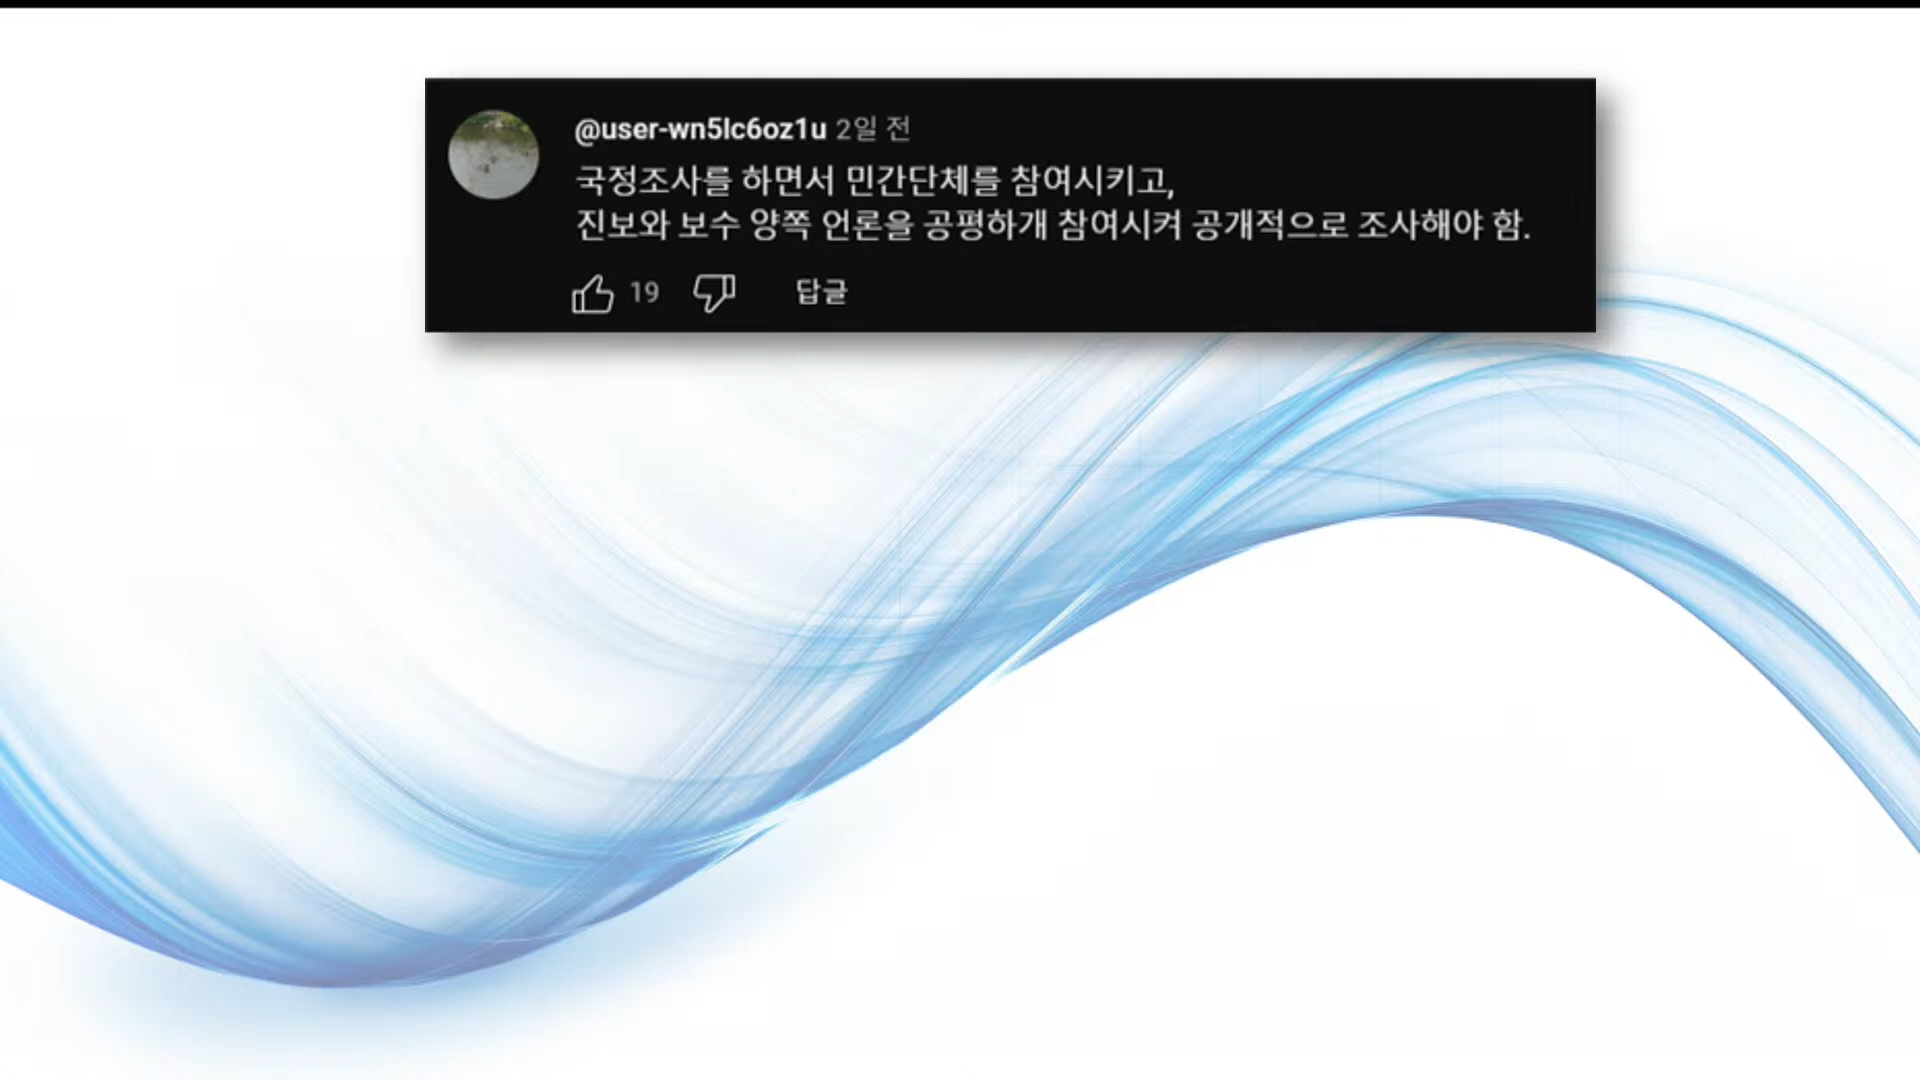 @user-wn5lc6oz1u 2일 전
국정조사를 하면서 민간단체를 참여시키고,
진보와 보수 양쪽 언론을 공평하개 참여시켜 공개적으로 조사해야 함.
19 답글